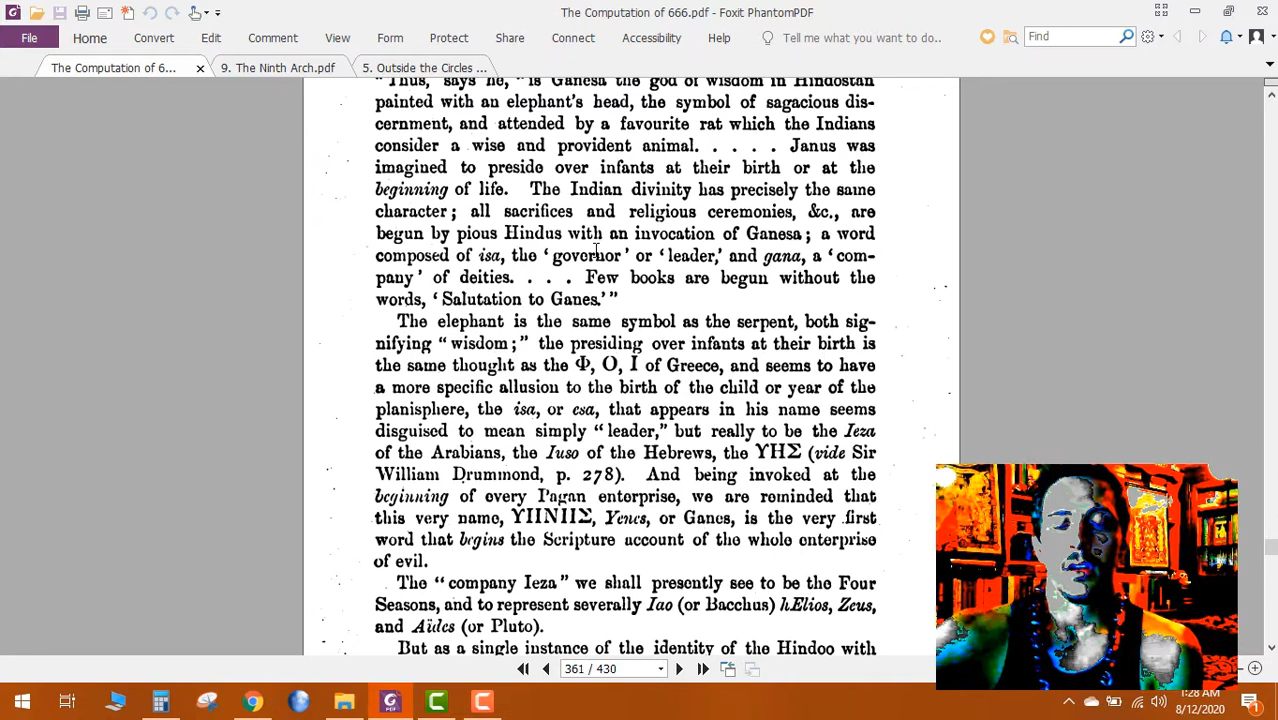 The Computation of 666.pdf - Foxit PhantomPDF
File Home Convert Edit Comment View Form Protect Share Connect Accessibility Help Tell me what you want to do.. Find
The Computation of 6... 9. The Ninth Arch.pdf 5. Outside the Circles ...
"Thus," says he, "is Ganesa the god of wisdom in Hindostan
painted with an elephant's head, the symbol of sagacious dis-
cernment, and attended by a favourite rat which the Indians
consider a wise and provident animal. . . . . . Janus was
imagined to preside over infants at their birth or at the
beginning of life. The Indian divinity has precisely the same
character; all sacrifices and religious ceremonies, &c., are
begun by pious Hindus with an invocation of Ganesa; a word
composed of isa, the 'governor' or 'leader,' and gana, a 'com-
pany' of deities. . . . . Few books are begun without the
words, 'Salutation to Ganes.'"
The elephant is the same symbol as the serpent, both sig-
nifying "wisdom;" the presiding over infants at their birth is
the same thought as the Φ, Ο, Ι of Greece, and seems to have
a more specific allusion to the birth of the child or year of the
planisphere, the isa, or esa, that appears in his name seems
disguised to mean simply "leader," but really to be the Ieza
of the Arabians, the Iuso of the Hebrews, the ΥΗΣ (vide Sir
William Drummond, p. 278). And being invoked at the
beginning of every Pagan enterprise, we are reminded that
this very name, ΥΗΝΗΣ, Yenes, or Ganes, is the very first
word that begins the Scripture account of the whole enterprise
of evil.
The "company Ieza" we shall presently see to be the Four
Seasons, and to represent severally Iao (or Bacchus) hElios, Zeus,
and Aïdes (or Pluto).
But as a single instance of the identity of the Hindoo with
361 / 430
1:28 AM
8/12/2020